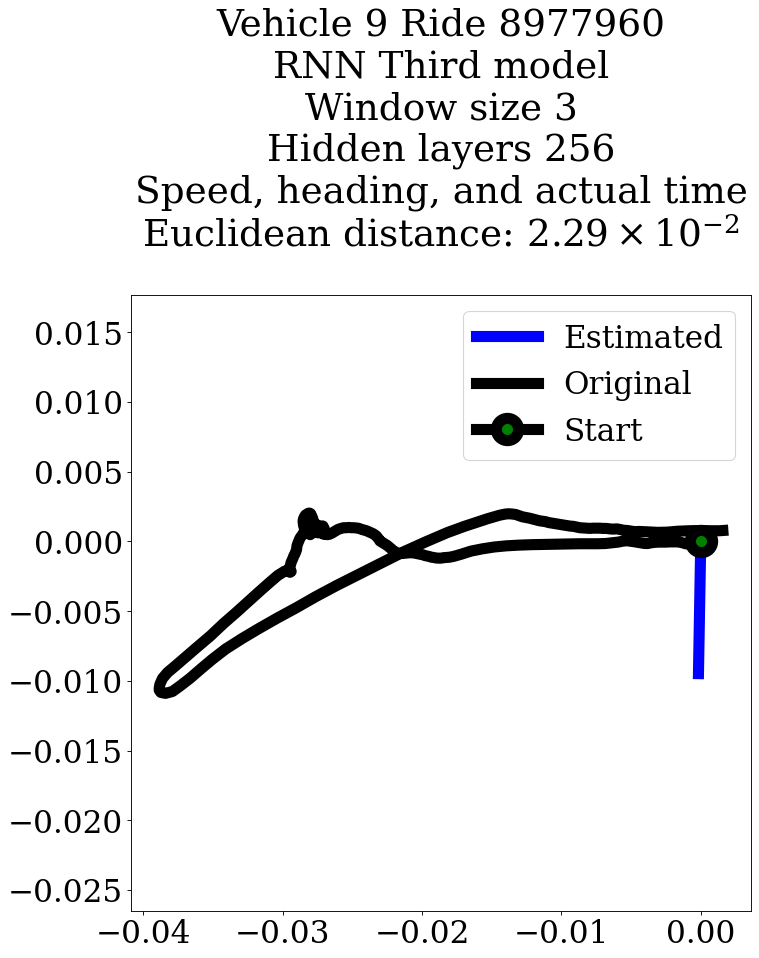 Vehicle 9 Ride 8977960
RNN Third model
Window size 3
Hidden layers 256
Speed, heading, and actual time
Euclidean distance: 2.29 × 10⁻²
Estimated
Original
Start
0.015
0.010
0.005
0.000
−0.005
−0.010
−0.015
−0.020
−0.025
−0.04 −0.03 −0.02 −0.01 0.00